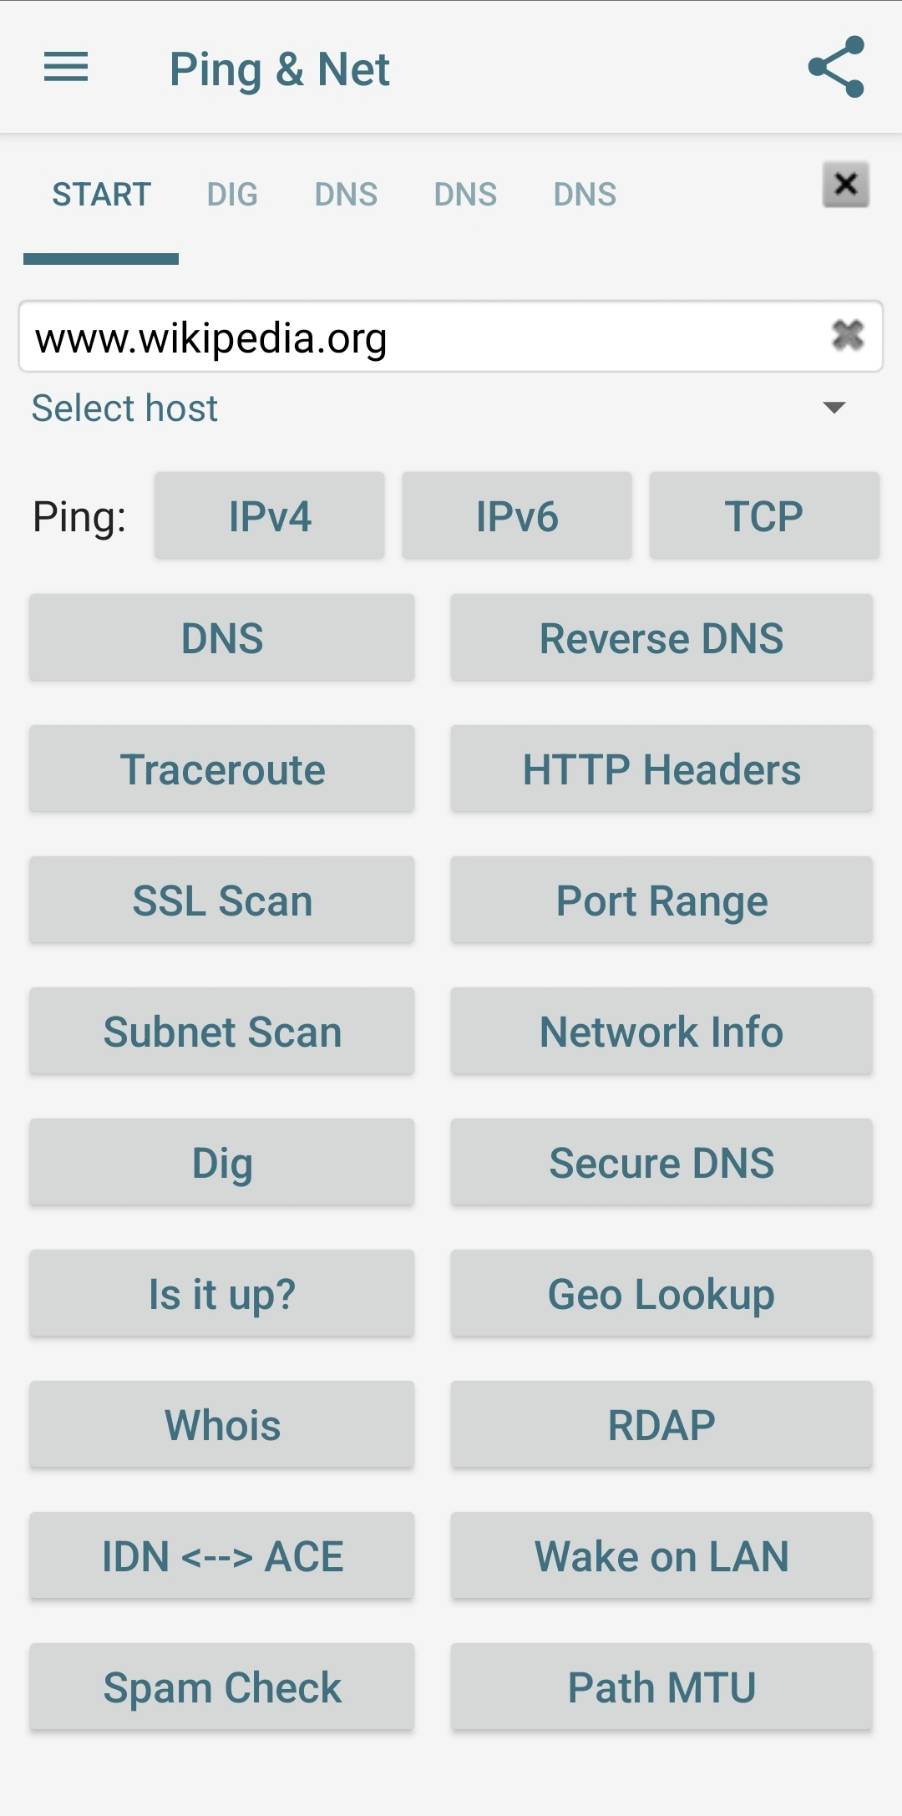 Ping & Net
START DIG DNS DNS DNS
www.wikipedia.org
Select host
Ping: IPv4 IPv6 TCP
DNS Reverse DNS
Traceroute HTTP Headers
SSL Scan Port Range
Subnet Scan Network Info
Dig Secure DNS
Is it up? Geo Lookup
Whois RDAP
IDN <--> ACE Wake on LAN
Spam Check Path MTU